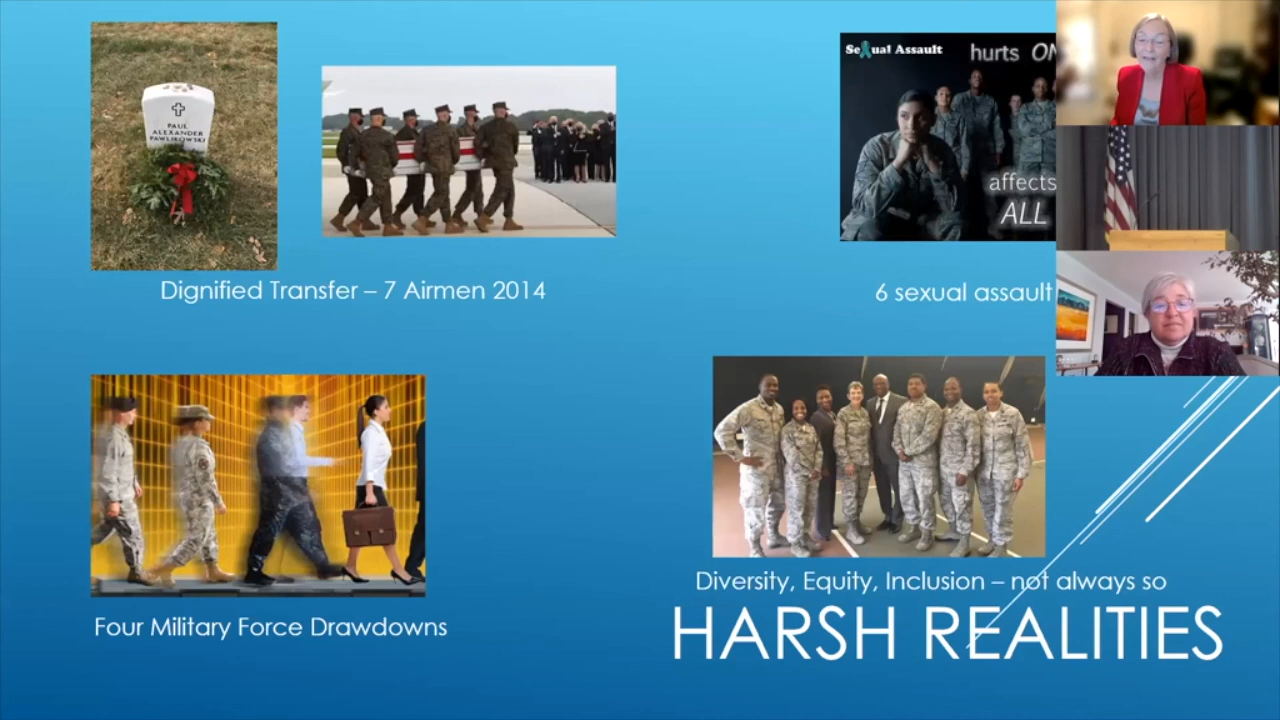 PAUL
ALEXANDER
PAWLIKOWSKI
Dignified Transfer – 7 Airmen 2014
Sexual Assault
hurts
affects
ALL
6 sexual assault
Four Military Force Drawdowns
Diversity, Equity, Inclusion – not always so
HARSH REALITIES